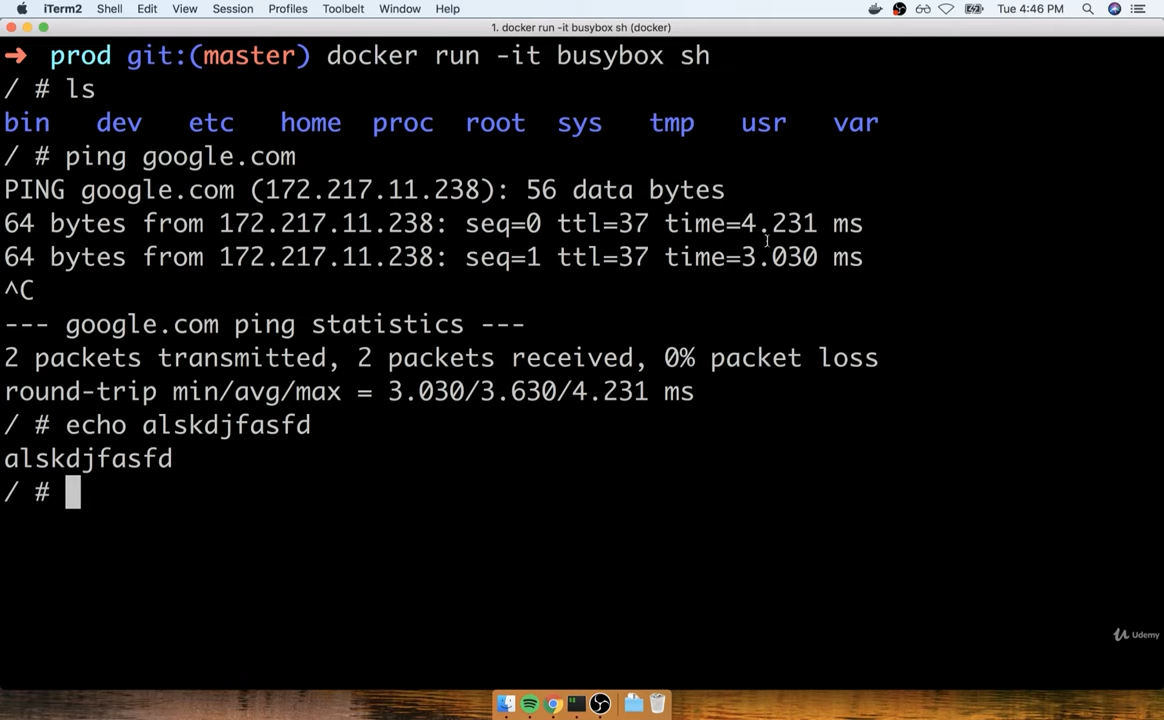 iTerm2 Shell Edit View Session Profiles Toolbelt Window Help Tue 4:46 PM
1. docker run -it busybox sh (docker)
➜ prod git:(master) docker run -it busybox sh
/ # ls
bin dev etc home proc root sys tmp usr var
/ # ping google.com
PING google.com (172.217.11.238): 56 data bytes
64 bytes from 172.217.11.238: seq=0 ttl=37 time=4.231 ms
64 bytes from 172.217.11.238: seq=1 ttl=37 time=3.030 ms
^C
--- google.com ping statistics ---
2 packets transmitted, 2 packets received, 0% packet loss
round-trip min/avg/max = 3.030/3.630/4.231 ms
/ # echo alskdjfasfd
alskdjfasfd
/ #
Udemy